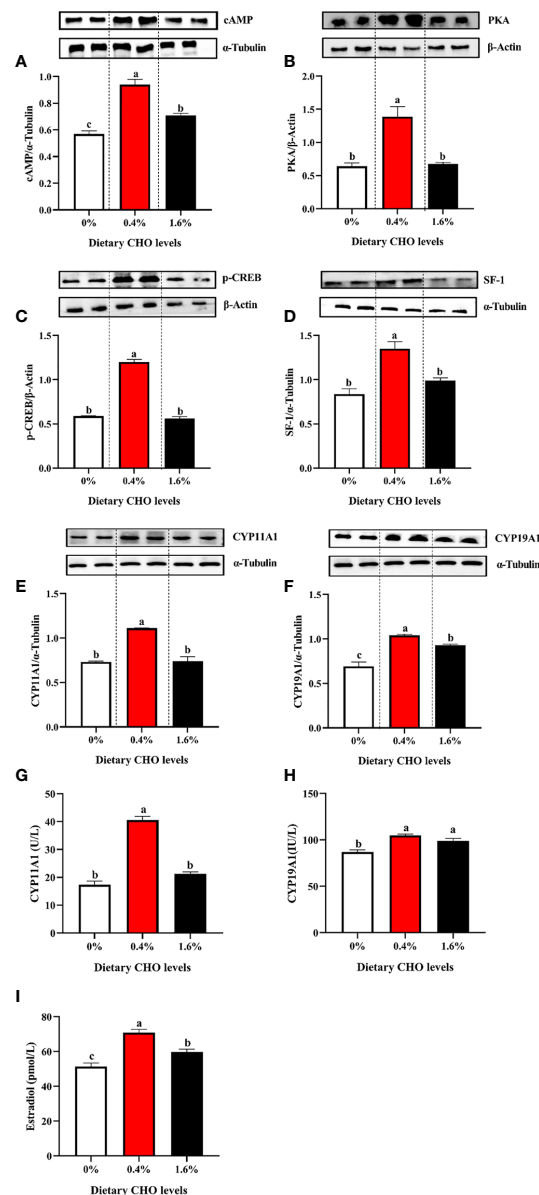 cAMP
α-Tubulin
A
cAMP/α-Tubulin
1.0
0.8
0.6
0.4
0.2
0.0
c
a
b
0% 0.4% 1.6%
Dietary CHO levels
PKA
β-Actin
B
PKA/β-Actin
2.0
1.5
1.0
0.5
0.0
b
a
b
0% 0.4% 1.6%
Dietary CHO levels
p-CREB
β-Actin
C
p-CREB/β-Actin
1.5
1.0
0.5
0.0
b
a
b
0% 0.4% 1.6%
Dietary CHO levels
SF-1
α-Tubulin
D
SF-1/α-Tubulin
1.5
1.0
0.5
0.0
b
a
b
0% 0.4% 1.6%
Dietary CHO levels
CYP11A1
α-Tubulin
E
CYP11A1/α-Tubulin
1.5
1.0
0.5
0.0
b
a
b
0% 0.4% 1.6%
Dietary CHO levels
CYP19A1
α-Tubulin
F
CYP19A1/α-Tubulin
1.5
1.0
0.5
0.0
c
a
b
0% 0.4% 1.6%
Dietary CHO levels
G
CYP11A1 (U/L)
50
40
30
20
10
0
b
a
b
0% 0.4% 1.6%
Dietary CHO levels
H
CYP19A1(IU/L)
150
100
50
0
b
a
a
0% 0.4% 1.6%
Dietary CHO levels
I
Estradiol (pmol/L)
80
60
40
20
0
c
a
b
0% 0.4% 1.6%
Dietary CHO levels